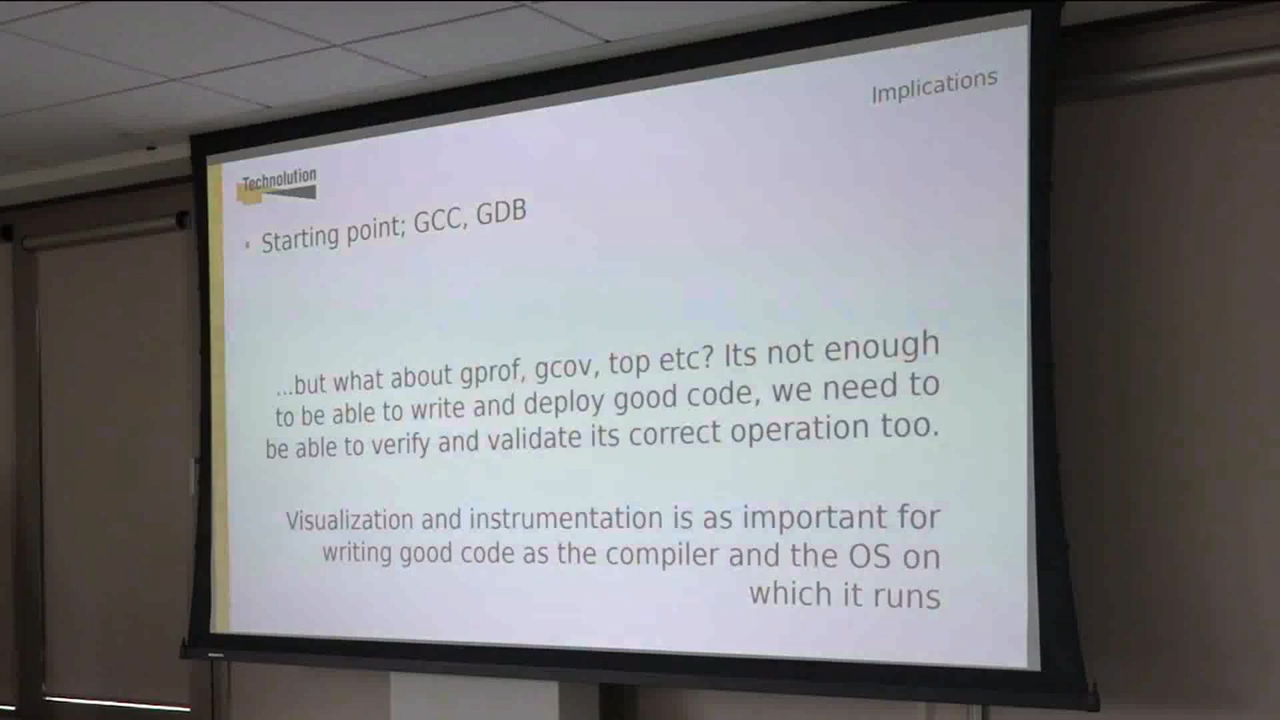 Implications
Technolution
Starting point; GCC, GDB
...but what about gprof, gcov, top etc? Its not enough
to be able to write and deploy good code, we need to
be able to verify and validate its correct operation too.
Visualization and instrumentation is as important for
writing good code as the compiler and the OS on
which it runs